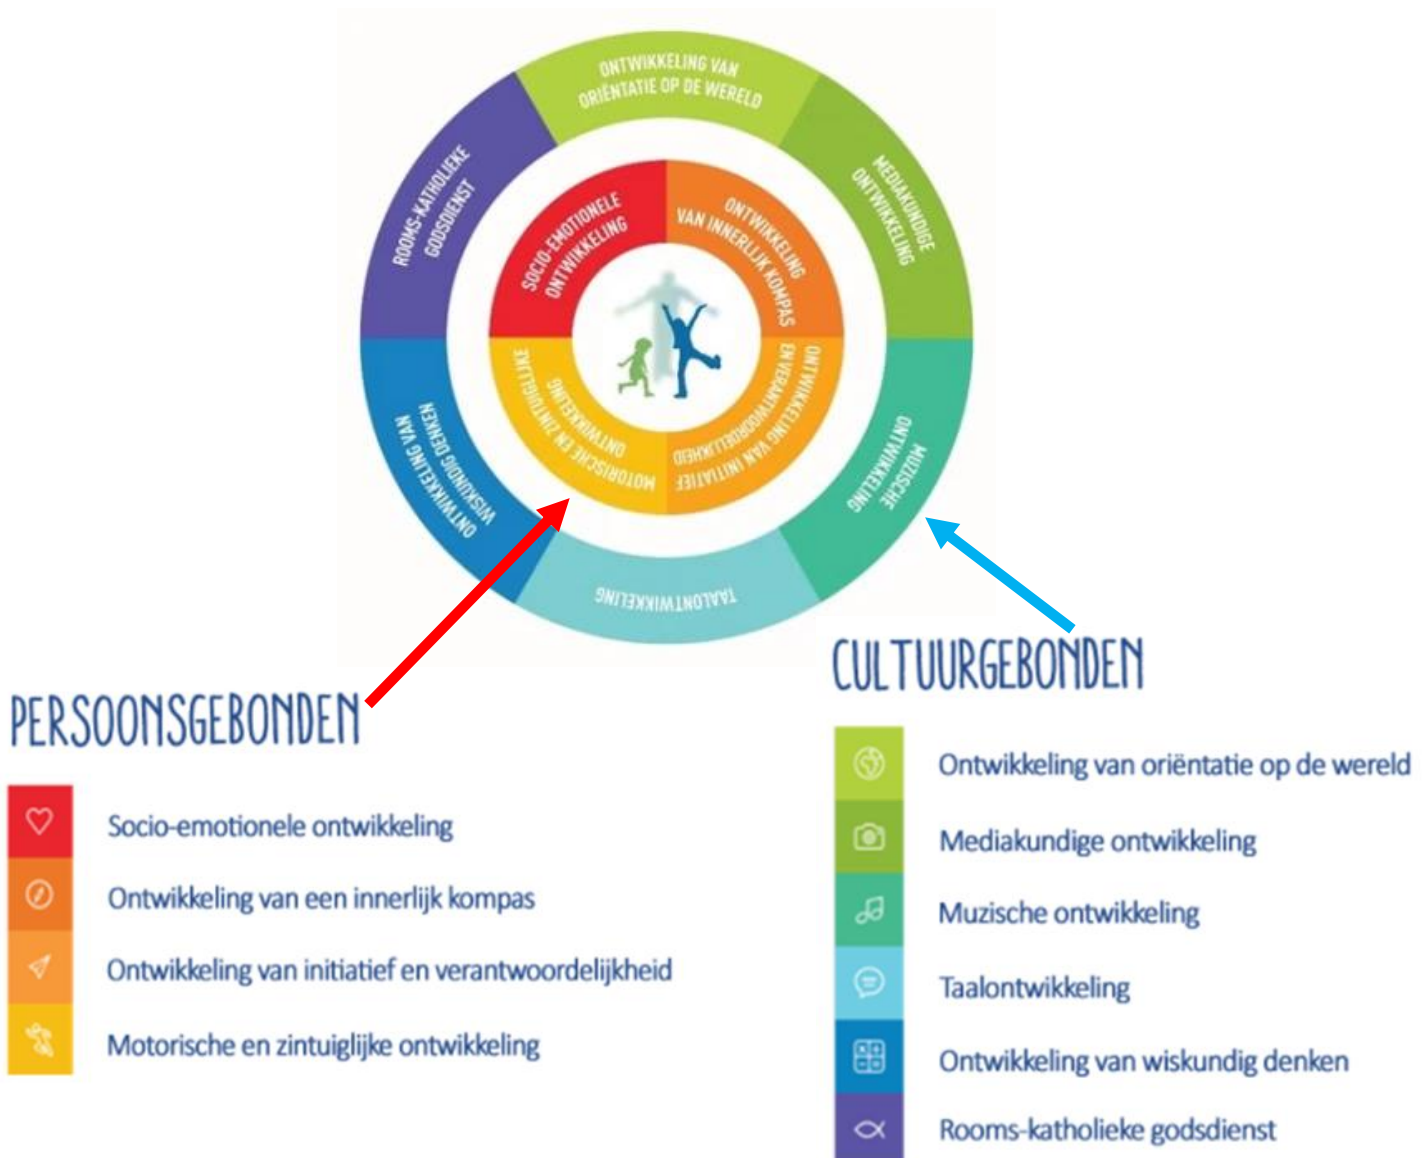 ONTWIKKELING VAN
ORIËNTATIE OP DE WERELD
MEDIAKUNDIGE
ONTWIKKELING
MUZISCHE
ONTWIKKELING
TAALONTWIKKELING
ONTWIKKELING VAN
WISKUNDIG DENKEN
ROOMS-KATHOLIEKE
GODSDIENST
SOCIO-EMOTIONELE
ONTWIKKELING
ONTWIKKELING
VAN INNERLIJK KOMPAS
ONTWIKKELING VAN INITIATIEF
EN VERANTWOORDELIJKHEID
MOTORISCHE EN ZINTUIGLIJKE
ONTWIKKELING
PERSOONSGEBONDEN
Socio-emotionele ontwikkeling
Ontwikkeling van een innerlijk kompas
Ontwikkeling van initiatief en verantwoordelijkheid
Motorische en zintuiglijke ontwikkeling
CULTUURGEBONDEN
Ontwikkeling van oriëntatie op de wereld
Mediakundige ontwikkeling
Muzische ontwikkeling
Taalontwikkeling
Ontwikkeling van wiskundig denken
Rooms-katholieke godsdienst